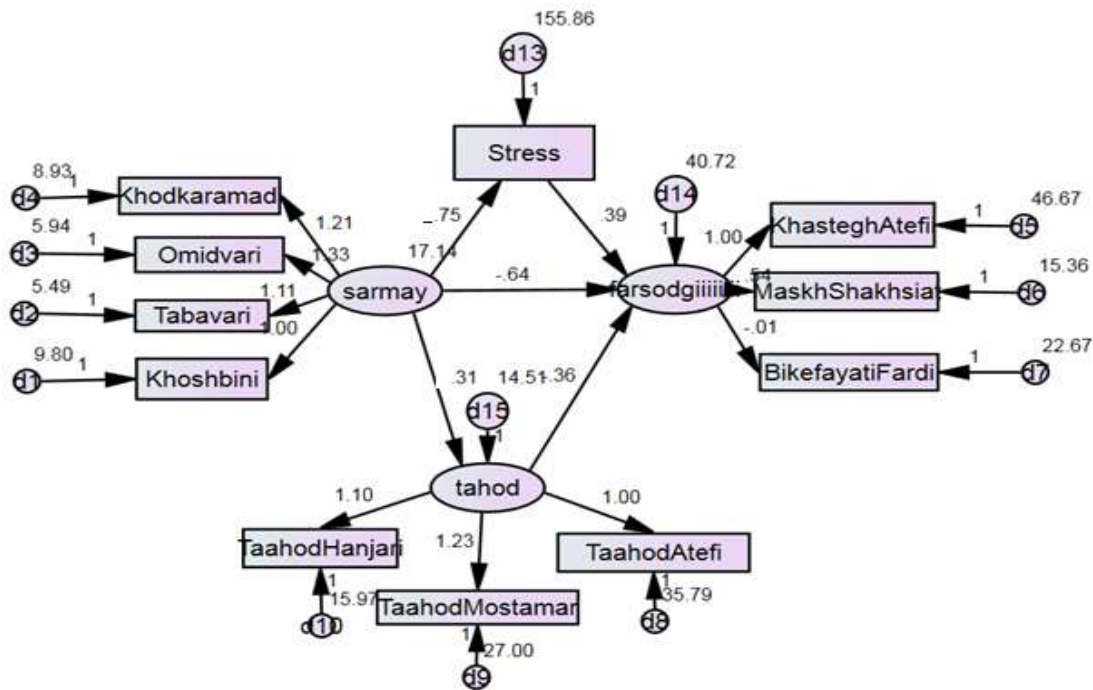 155.86
d13
1
Stress
40.72
d14
1
46.67
8.93
d4
1
Khodkaramad
1.21
-.75
.39
1.00
KhasteghAtefi
1
d5
5.94
d3
1
Omidvari
1.33
17.14
sarmay
-.64
farsodgiiiiiii
.54
MaskhShakhsiat
1
15.36
d6
5.49
d2
1
Tabavari
1.11
-.01
9.80
d1
1
Khoshbini
1.00
BikefayatiFardi
1
22.67
d7
.31
14.51
-.36
d15
1
tahod
1.10
1.23
1.00
TaahodHanjari
TaahodMostamar
TaahodAtefi
1
15.97
d10
1
27.00
d9
1
35.79
d8